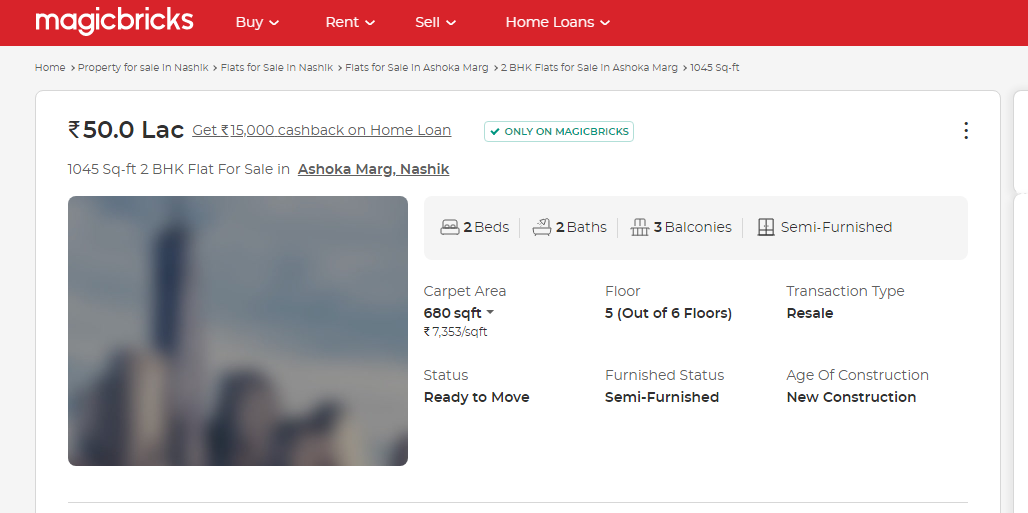 magicbricks Buy Rent Sell Home Loans
Home > Property for sale in Nashik > Flats for Sale in Nashik > Flats for Sale in Ashoka Marg > 2 BHK Flats for Sale in Ashoka Marg > 1045 Sq-ft
₹50.0 Lac Get ₹15,000 cashback on Home Loan ✔ ONLY ON MAGICBRICKS
1045 Sq-ft 2 BHK Flat For Sale in Ashoka Marg, Nashik
2 Beds 2 Baths 3 Balconies Semi-Furnished
Carpet Area Floor Transaction Type
680 sqft 5 (Out of 6 Floors) Resale
₹7,353/sqft
Status Furnished Status Age Of Construction
Ready to Move Semi-Furnished New Construction